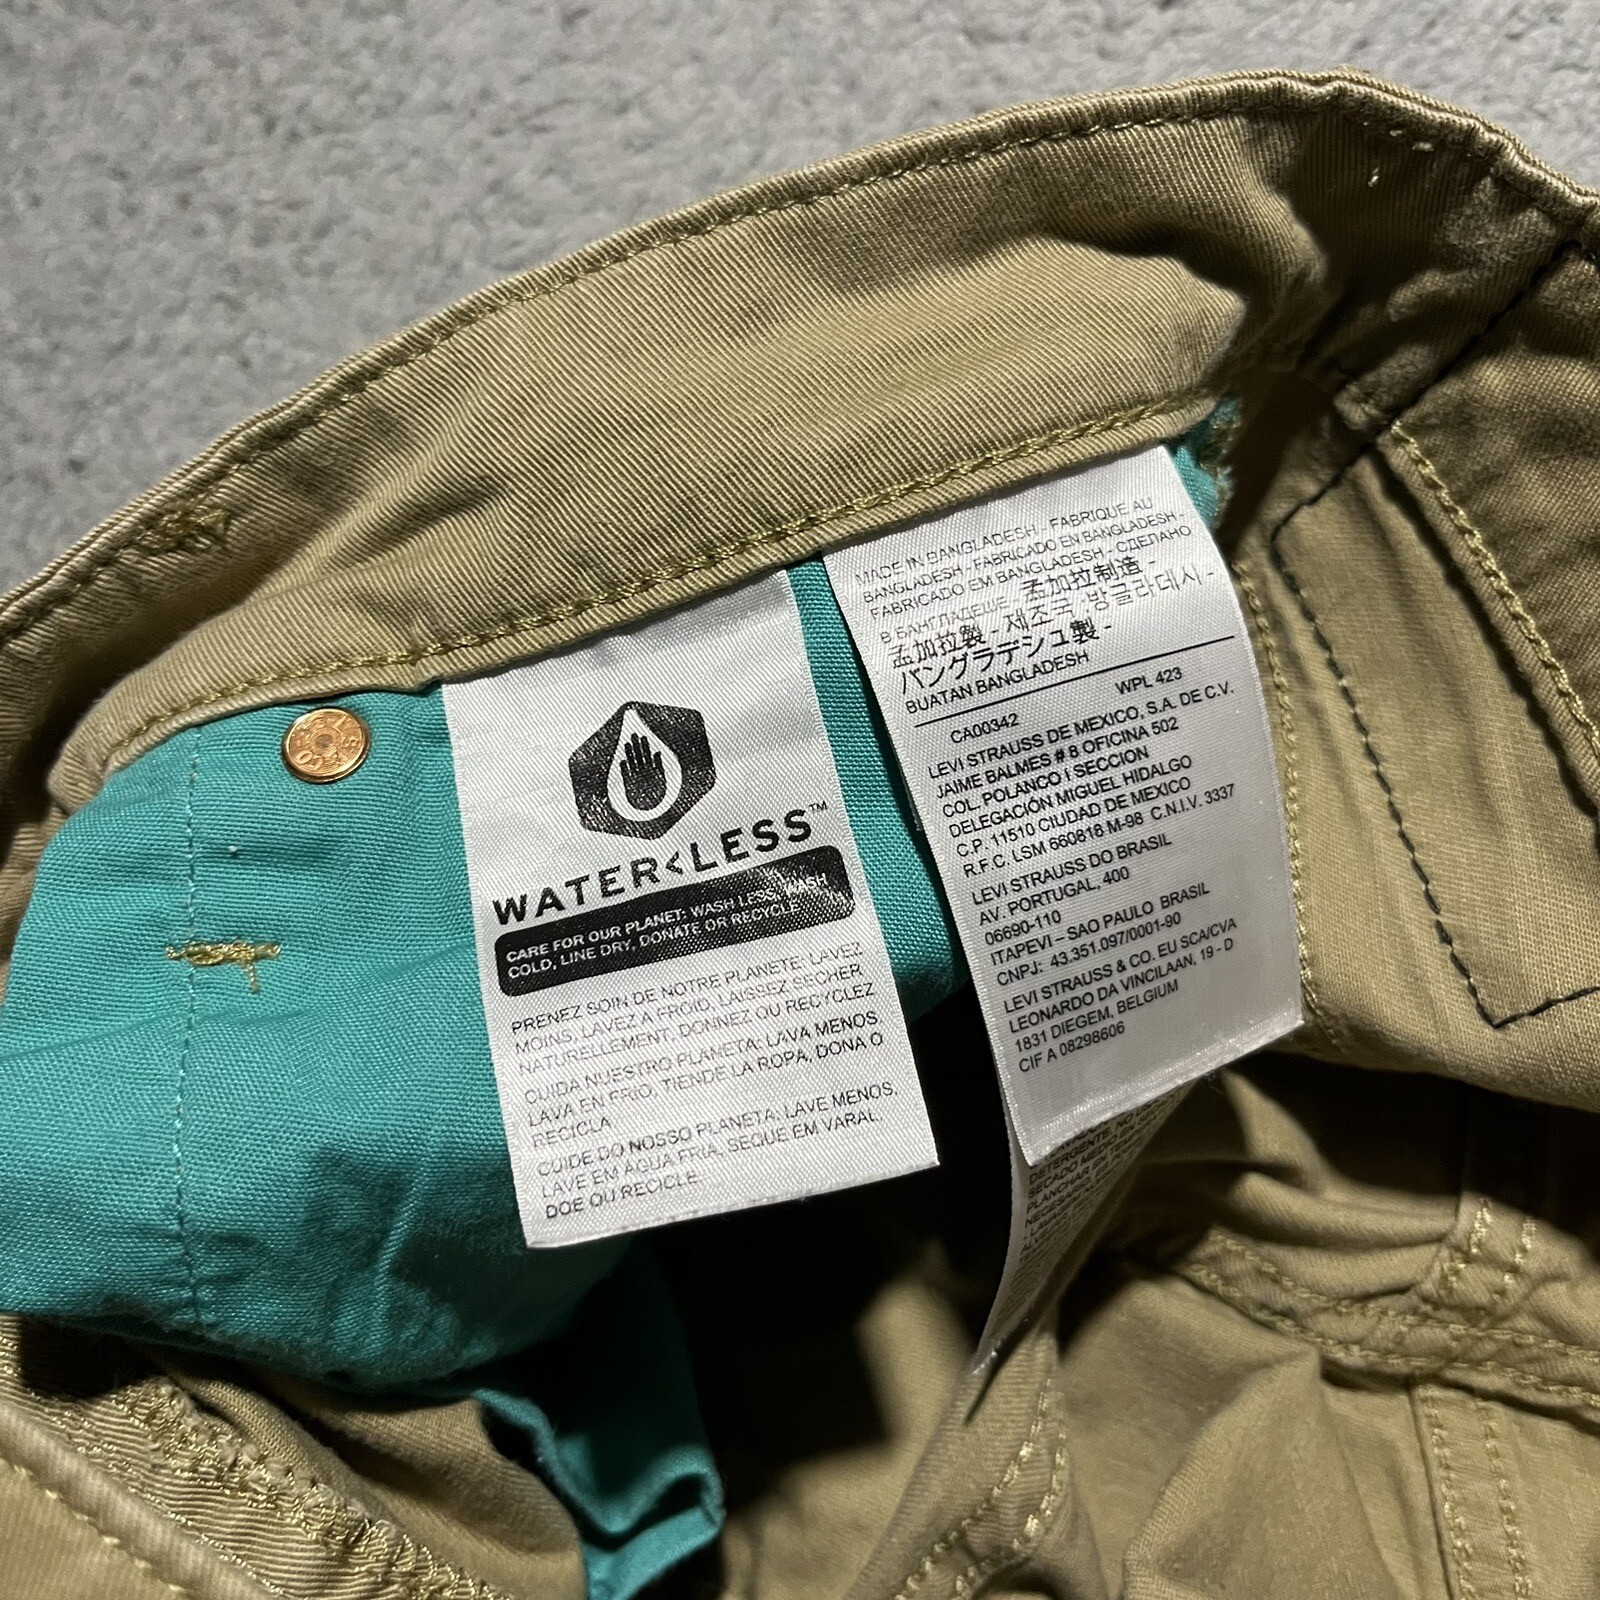 WATER<LESS™
CARE FOR OUR PLANET: WASH LESS, WASH
COLD, LINE DRY, DONATE OR RECYCLE
PRENEZ SOIN DE NOTRE PLANETE: LAVEZ
MOINS, LAVEZ A FROID, LAISSEZ SECHER
NATURELLEMENT, DONNEZ OU RECYCLEZ
CUIDA NUESTRO PLANETA: LAVA MENOS,
LAVA EN FRIO, TIENDE LA ROPA, DONA O
RECICLA
CUIDE DO NOSSO PLANETA: LAVE MENOS,
LAVE EM AGUA FRIA, SEQUE EM VARAL,
DOE OU RECICLE
MADE IN BANGLADESH - FABRIQUE AU
BANGLADESH - FABRICADO EN BANGLADESH -
FABRICADO EM BANGLADESH - СДЕЛАНО
В БАНГЛАДЕШЕ, 孟加拉制造 -
孟加拉製 - 제조국 : 방글라데시 -
バングラデシュ製 -
BUATAN BANGLADESH
WPL 423
CA00342
LEVI STRAUSS DE MEXICO, S.A. DE C.V.
JAIME BALMES # 8 OFICINA 502
COL. POLANCO I SECCION
DELEGACIÓN MIGUEL HIDALGO
C.P. 11510 CIUDAD DE MEXICO
R.F.C. LSM 660818 M-98 C.N.I.V. 3337
LEVI STRAUSS DO BRASIL
AV. PORTUGAL, 400
06690-110
ITAPEVI – SAO PAULO BRASIL
CNPJ: 43.351.097/0001-90
LEVI STRAUSS & CO. EU SCA/CVA
LEONARDO DA VINCILAAN, 19 - D
1831 DIEGEM, BELGIUM
CIF A 08298606
DETERGENTE, NO
SECADO MEDIO
PLANCHAR EN